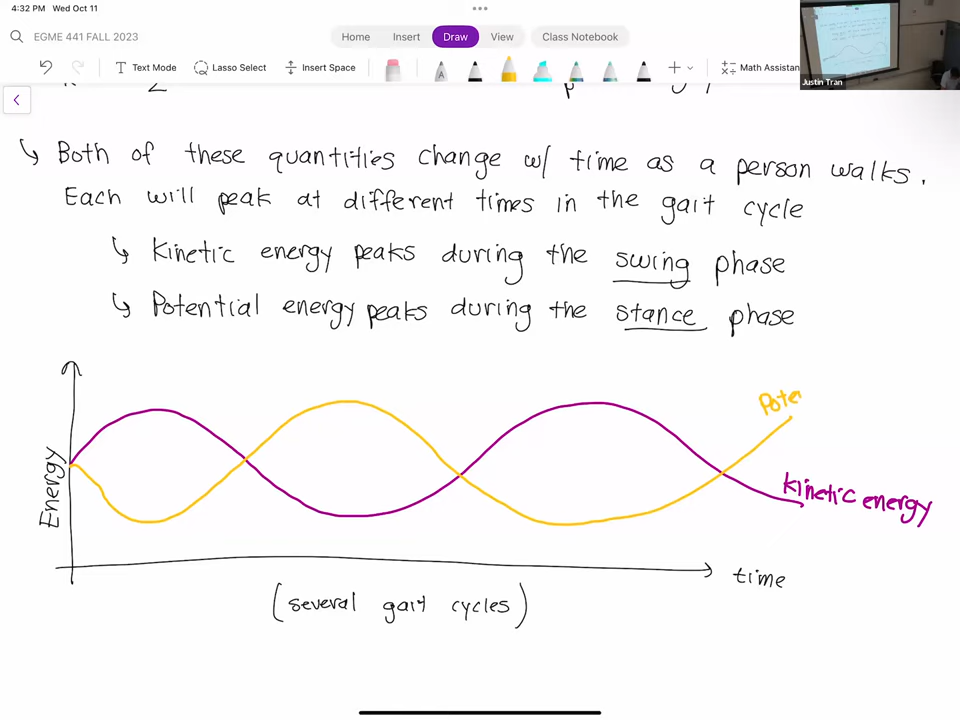 4:32 PM Wed Oct 11
EGME 441 FALL 2023
Home Insert Draw View Class Notebook
Text Mode Lasso Select Insert Space Math Assistan
Justin Tran
↳ Both of these quantities change w/ time as a person walks.
Each will peak at different times in the gait cycle
↳ Kinetic energy peaks during the swing phase
↳ Potential energy peaks during the stance phase
Pote
Energy
kinetic energy
time
(several gait cycles)